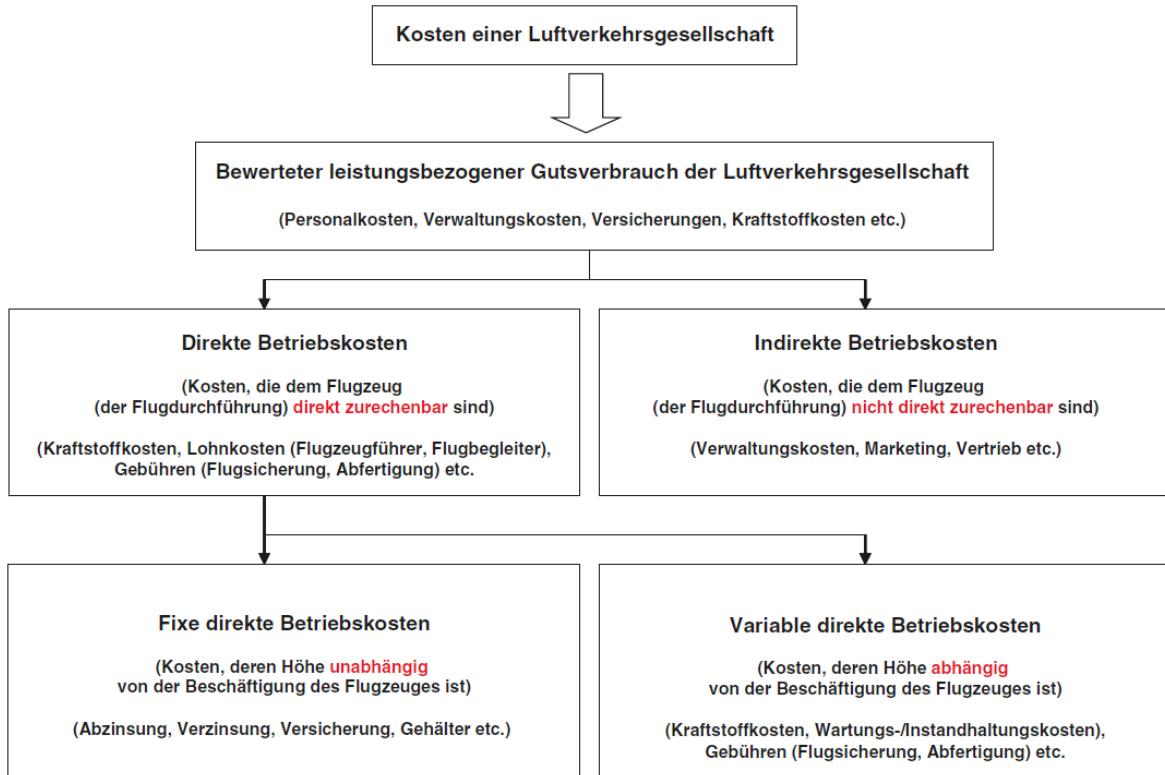 Kosten einer Luftverkehrsgesellschaft
Bewerteter leistungsbezogener Gutsverbrauch der Luftverkehrsgesellschaft
(Personalkosten, Verwaltungskosten, Versicherungen, Kraftstoffkosten etc.)
Direkte Betriebskosten
(Kosten, die dem Flugzeug
(der Flugdurchführung) direkt zurechenbar sind)
(Kraftstoffkosten, Lohnkosten (Flugzeugführer, Flugbegleiter),
Gebühren (Flugsicherung, Abfertigung) etc.
Indirekte Betriebskosten
(Kosten, die dem Flugzeug
(der Flugdurchführung) nicht direkt zurechenbar sind)
(Verwaltungskosten, Marketing, Vertrieb etc.)
Fixe direkte Betriebskosten
(Kosten, deren Höhe unabhängig
von der Beschäftigung des Flugzeuges ist)
(Abzinsung, Verzinsung, Versicherung, Gehälter etc.)
Variable direkte Betriebskosten
(Kosten, deren Höhe abhängig
von der Beschäftigung des Flugzeuges ist)
(Kraftstoffkosten, Wartungs-/Instandhaltungskosten),
Gebühren (Flugsicherung, Abfertigung) etc.